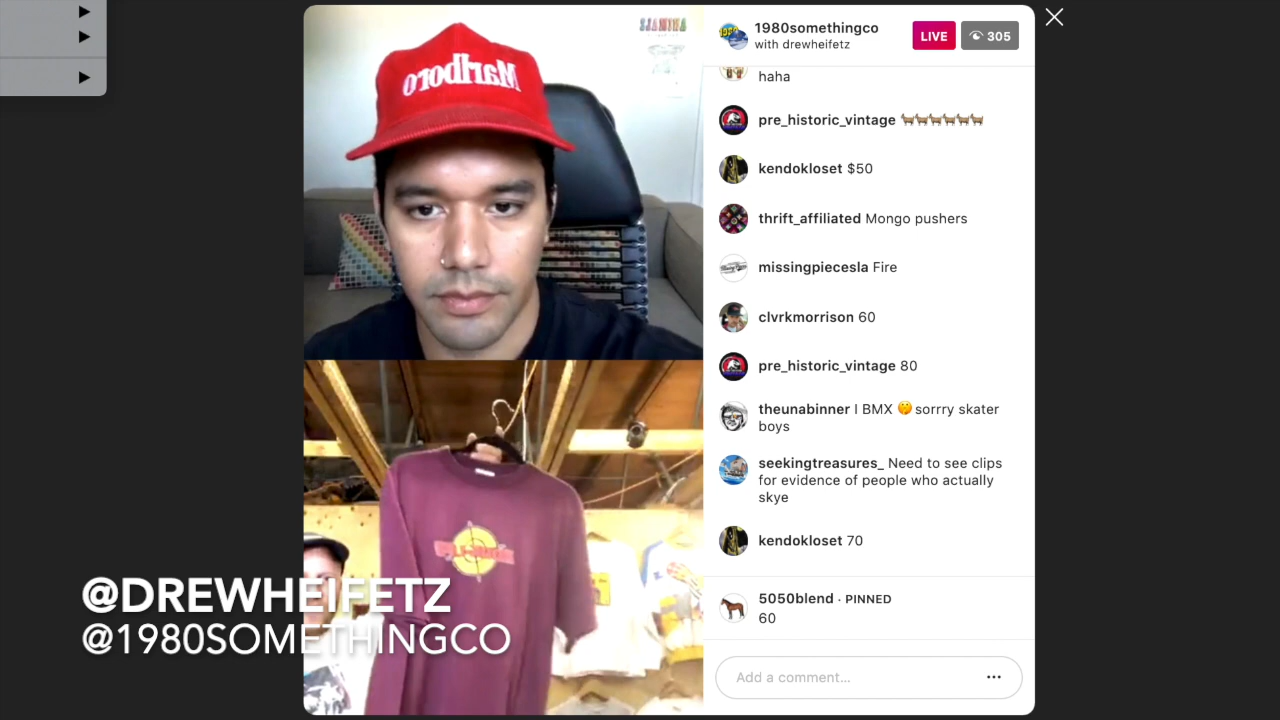 Marlboro
1980somethingco
with drewheifetz
LIVE
305
haha
pre_historic_vintage
kendokloset $50
thrift_affiliated Mongo pushers
missingpiecesla Fire
clvrkmorrison 60
pre_historic_vintage 80
theunabinner I BMX sorrry skater
boys
seekingtreasures_ Need to see clips
for evidence of people who actually
skye
kendokloset 70
5050blend · PINNED
60
Add a comment...
@DREWHEIFETZ
@1980SOMETHINGCO